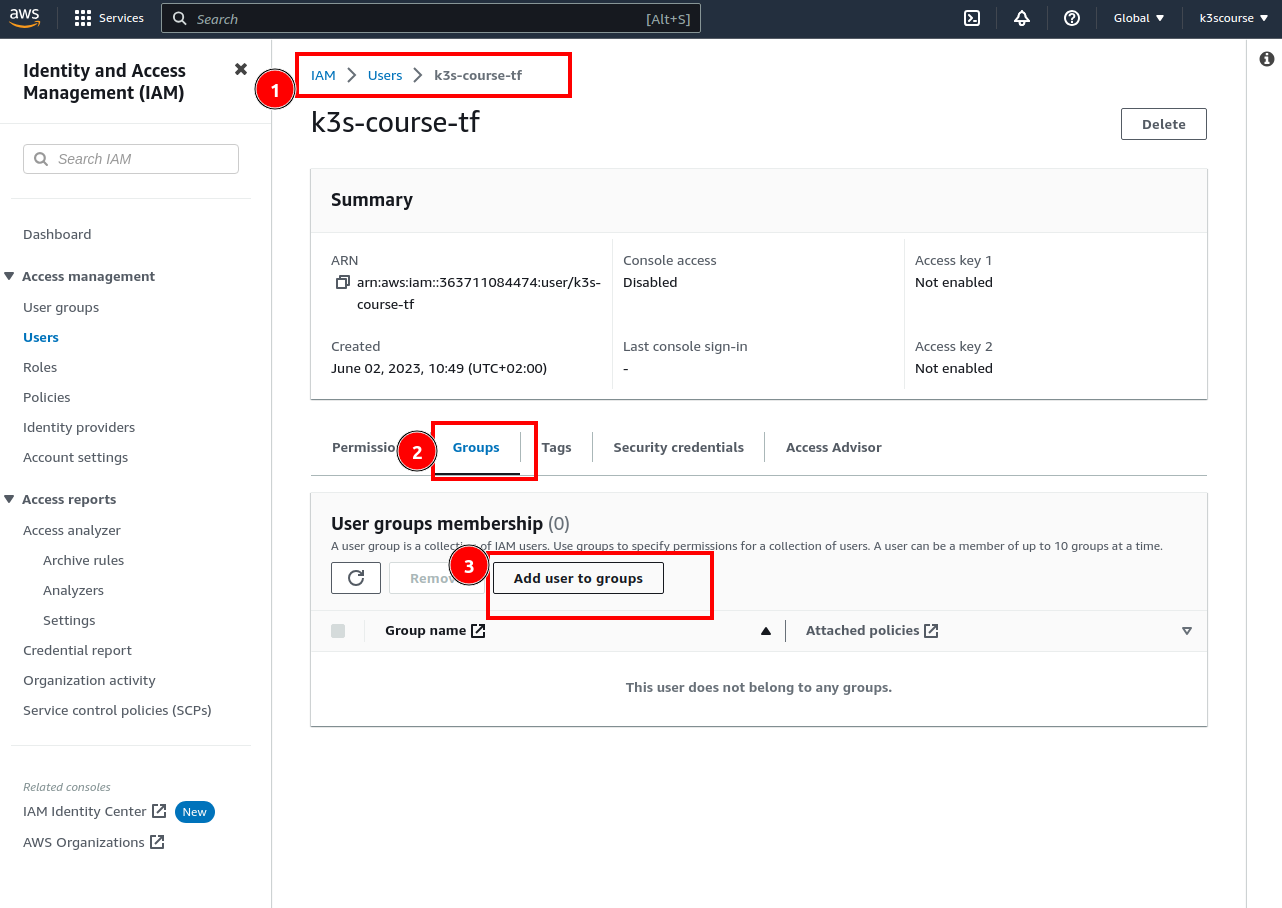 aws
Services
Search
[Alt+S]
Global
k3scourse
Identity and Access
Management (IAM)
Search IAM
Dashboard
Access management
User groups
Users
Roles
Policies
Identity providers
Account settings
Access reports
Access analyzer
Archive rules
Analyzers
Settings
Credential report
Organization activity
Service control policies (SCPs)
Related consoles
IAM Identity Center
New
AWS Organizations
1
IAM > Users > k3s-course-tf
k3s-course-tf
Delete
Summary
ARN
arn:aws:iam::363711084474:user/k3s-
course-tf
Console access
Disabled
Access key 1
Not enabled
Created
June 02, 2023, 10:49 (UTC+02:00)
Last console sign-in
-
Access key 2
Not enabled
2
Groups
Tags
Security credentials
Access Advisor
User groups membership (0)
A user group is a collection of IAM users. Use groups to specify permissions for a collection of users. A user can be a member of up to 10 groups at a time.
3
Add user to groups
Group name
Attached policies
This user does not belong to any groups.